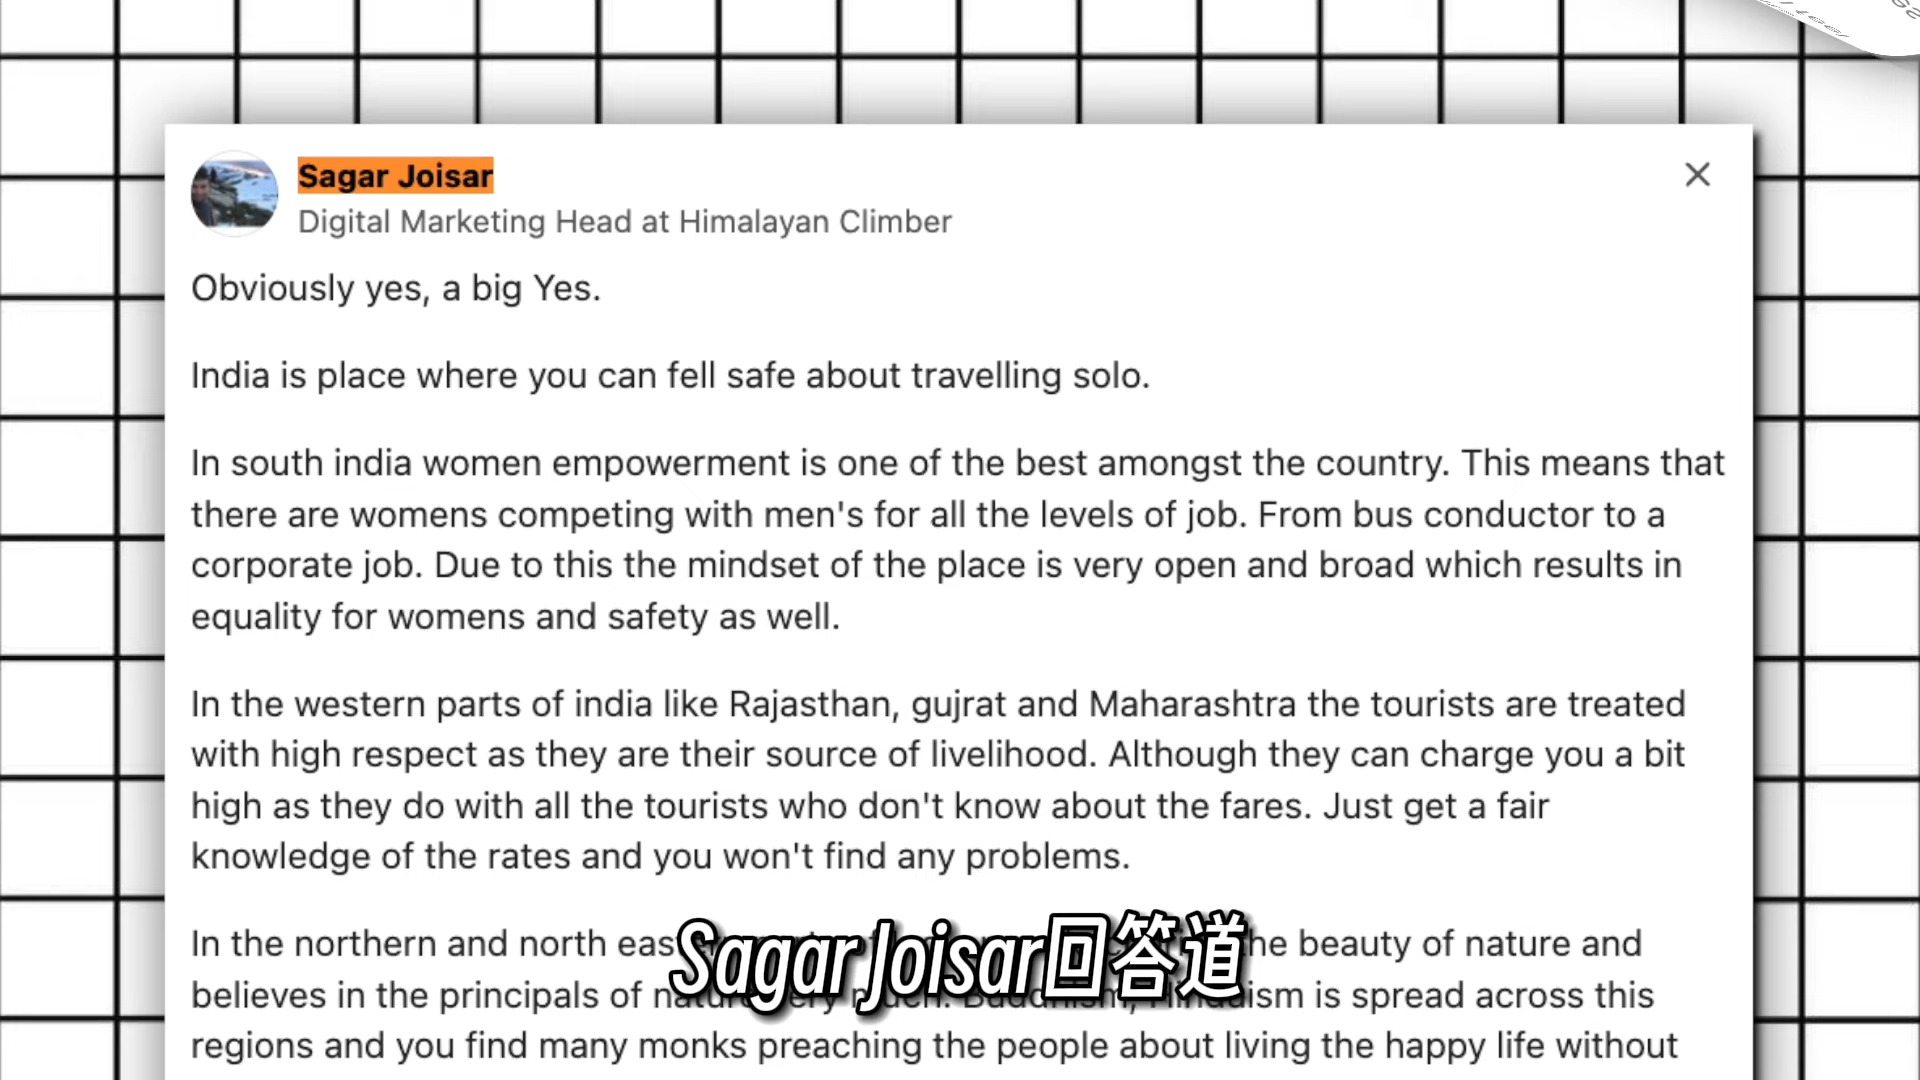 Sagar Joisar
Digital Marketing Head at Himalayan Climber
Obviously yes, a big Yes.
India is place where you can fell safe about travelling solo.
In south india women empowerment is one of the best amongst the country. This means that
there are womens competing with men's for all the levels of job. From bus conductor to a
corporate job. Due to this the mindset of the place is very open and broad which results in
equality for womens and safety as well.
In the western parts of india like Rajasthan, gujrat and Maharashtra the tourists are treated
with high respect as they are their source of livelihood. Although they can charge you a bit
high as they do with all the tourists who don't know about the fares. Just get a fair
knowledge of the rates and you won't find any problems.
In the northern and north eas the beauty of nature and
believes in the principals of nature very much. Buddhism, Hinduism is spread across this
regions and you find many monks preaching the people about living the happy life without
Sagar Joisar回答道